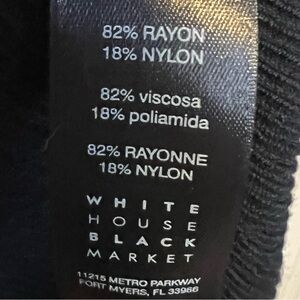 82% RAYON
18% NYLON
82% viscosa
18% poliamida
82% RAYONNE
18% NYLON
WHITE
HOUSE
BLACK
MARKET
11215 METRO PARKWAY
FORT MYERS, FL 33966